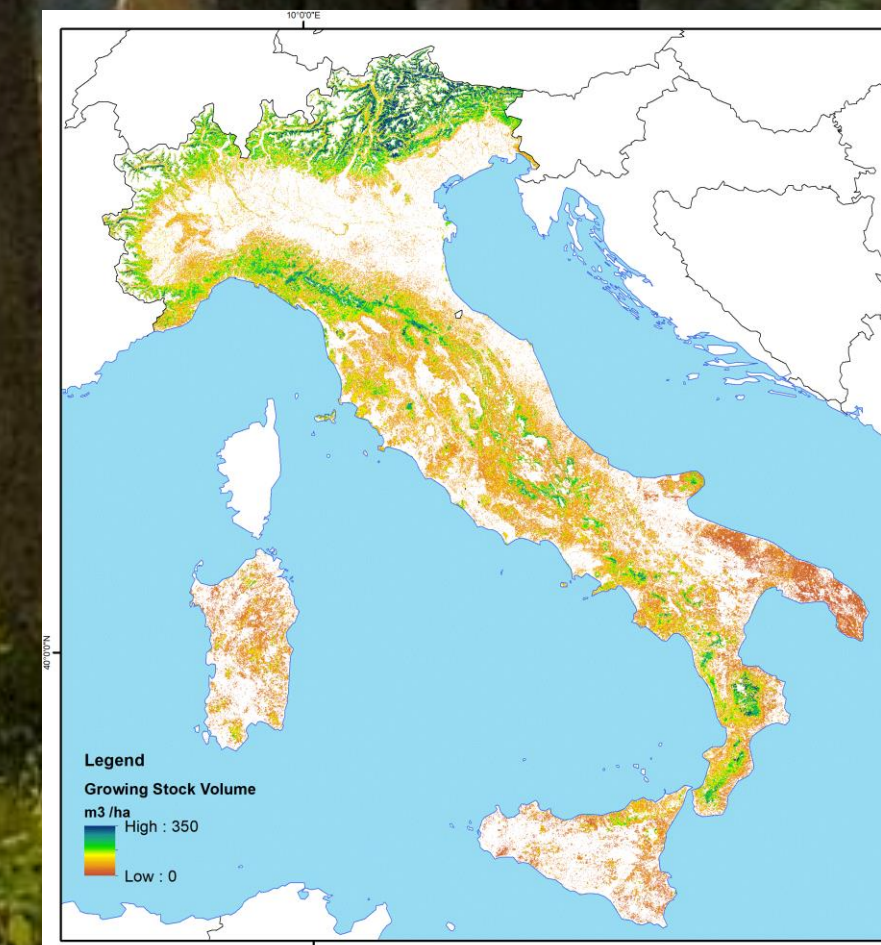 10°0'0"E
40°0'0"N
Legend
Growing Stock Volume
m3 /ha
High : 350
Low : 0